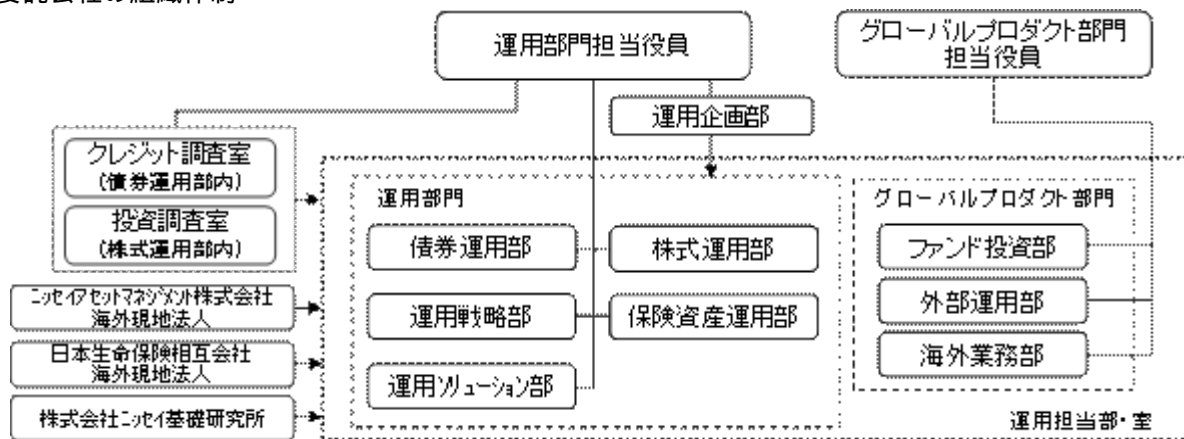 運用部門担当役員
グローバルプロダクト部門
担当役員
運用企画部
クレジット調査室
(債券運用部内)
投資調査室
(株式運用部内)
運用部門
債券運用部
株式運用部
運用戦略部
保険資産運用部
運用ソリューション部
グローバルプロダクト部門
ファンド投資部
外部運用部
海外業務部
ニッセイアセットマネジメント株式会社
海外現地法人
日本生命保険相互会社
海外現地法人
株式会社ニッセイ基礎研究所
運用担当部・室